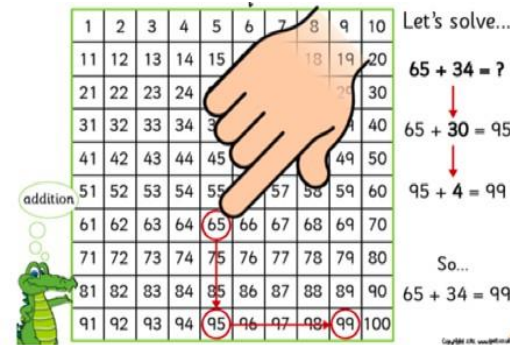 1 2 3 4 5 6 7 8 9 10
11 12 13 14 15 18 19 20
21 22 23 24 29 30
31 32 33 34 40
41 42 43 44 45 49 50
51 52 53 54 55 57 58 59 60
61 62 63 64 65 66 67 68 69 70
71 72 73 74 75 76 77 78 79 80
81 82 83 84 85 86 87 88 89 90
91 92 93 94 95 96 97 98 99 100
addition
Let's solve...
65 + 34 = ?
65 + 30 = 95
95 + 4 = 99
So...
65 + 34 = 99